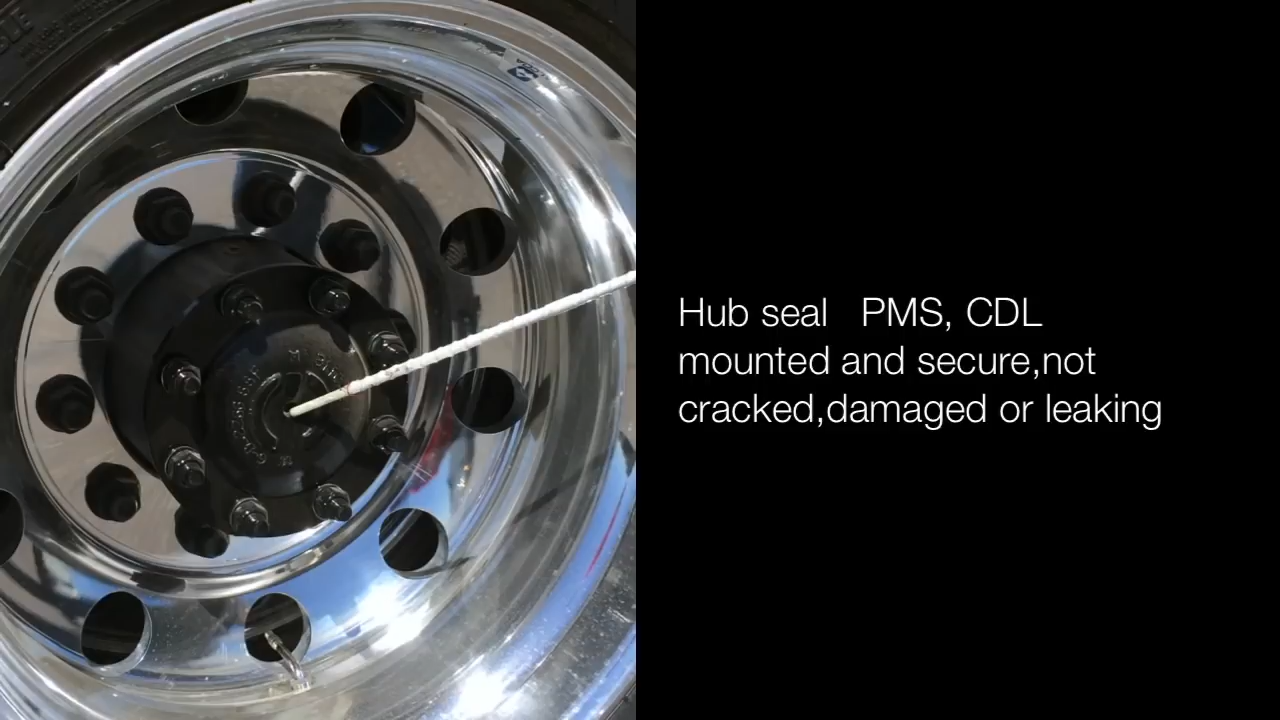 Hub seal   PMS, CDL
mounted and secure,not
cracked,damaged or leaking